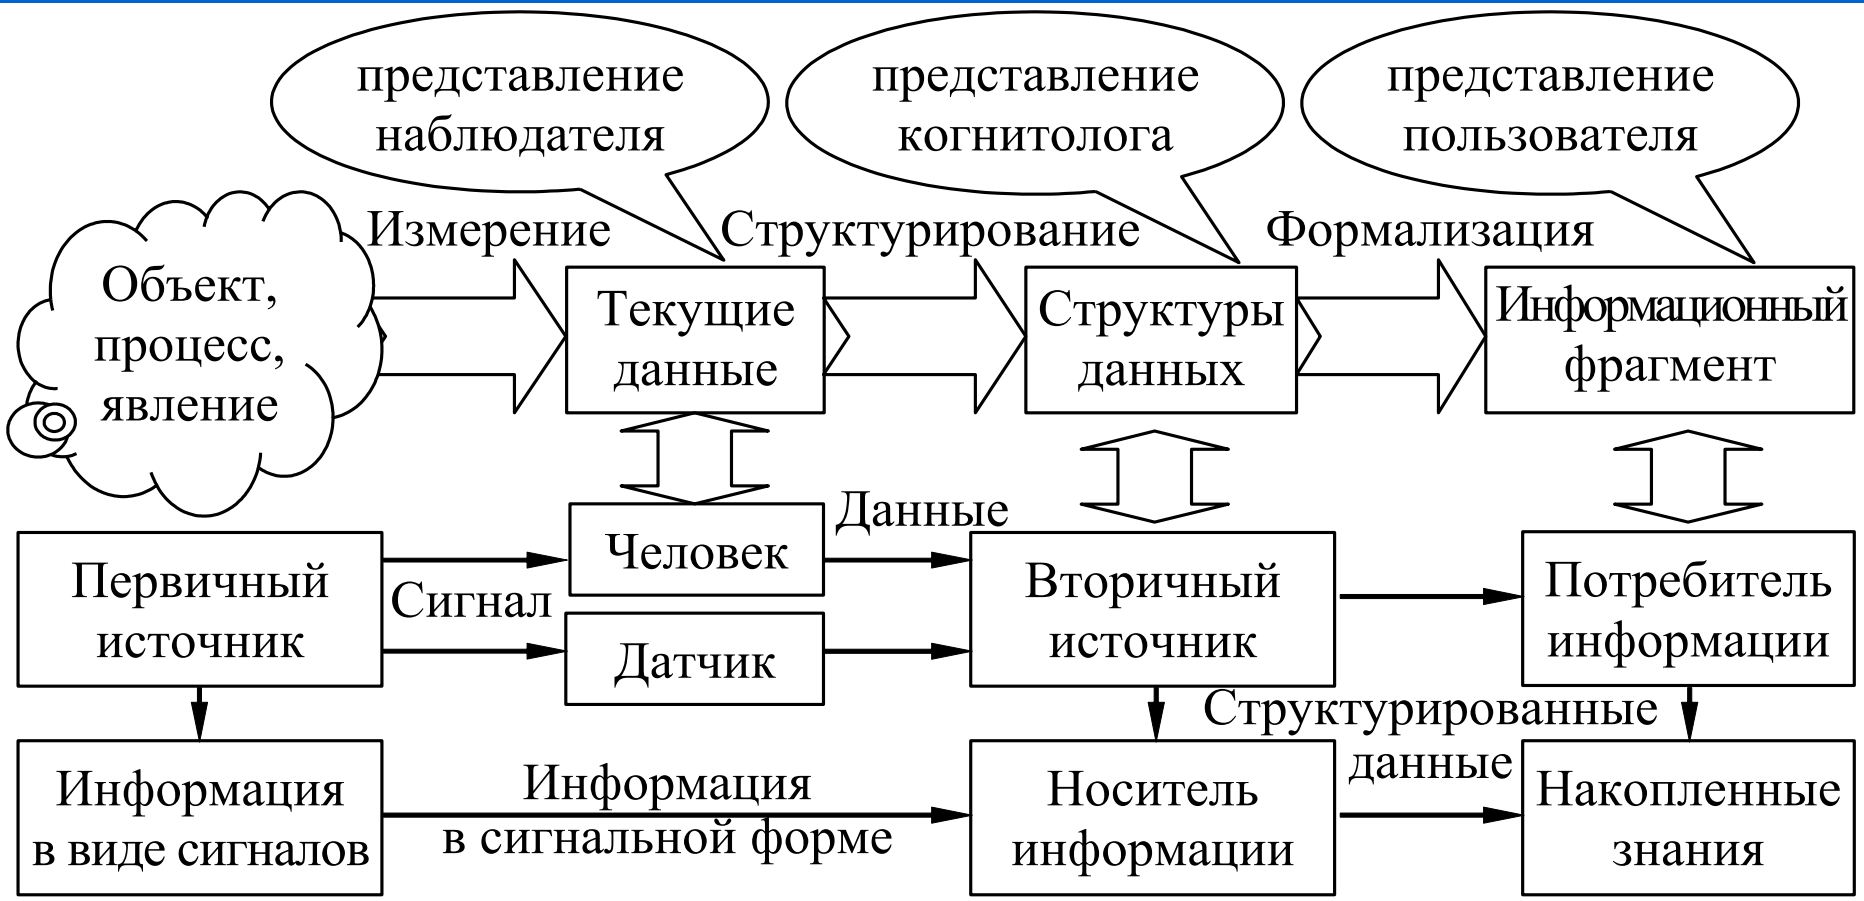 представление
наблюдателя
представление
когнитолога
представление
пользователя
Измерение
Структурирование
Формализация
Объект,
процесс,
явление
Текущие
данные
Структуры
данных
Информационный
фрагмент
Данные
Первичный
источник
Сигнал
Человек
Датчик
Вторичный
источник
Потребитель
информации
Структурированные
данные
Информация
в виде сигналов
Информация
в сигнальной форме
Носитель
информации
Накопленные
знания